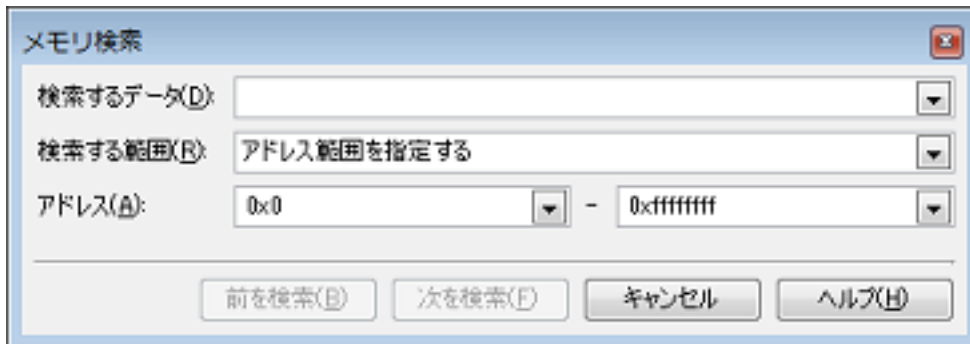 メモリ検索
検索するデータ(D):
検索する範囲(R): アドレス範囲を指定する
アドレス(A): 0x0 - 0xffffffff
前を検索(B) 次を検索(F) キャンセル ヘルプ(H)